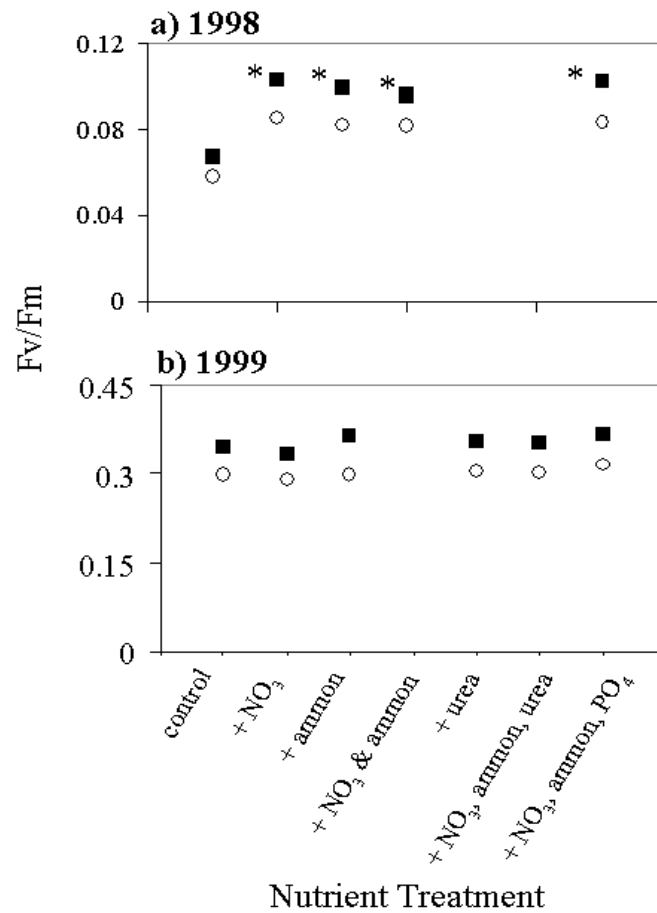 a) 1998
0.12
0.08
0.04
0
*
*
*
*
Fv/Fm
b) 1999
0.45
0.3
0.15
0
control
+ NO₃
+ ammon
+ NO₃ & ammon
+ urea
+ NO₃, ammon, urea
+ NO₃, ammon, PO₄
Nutrient Treatment